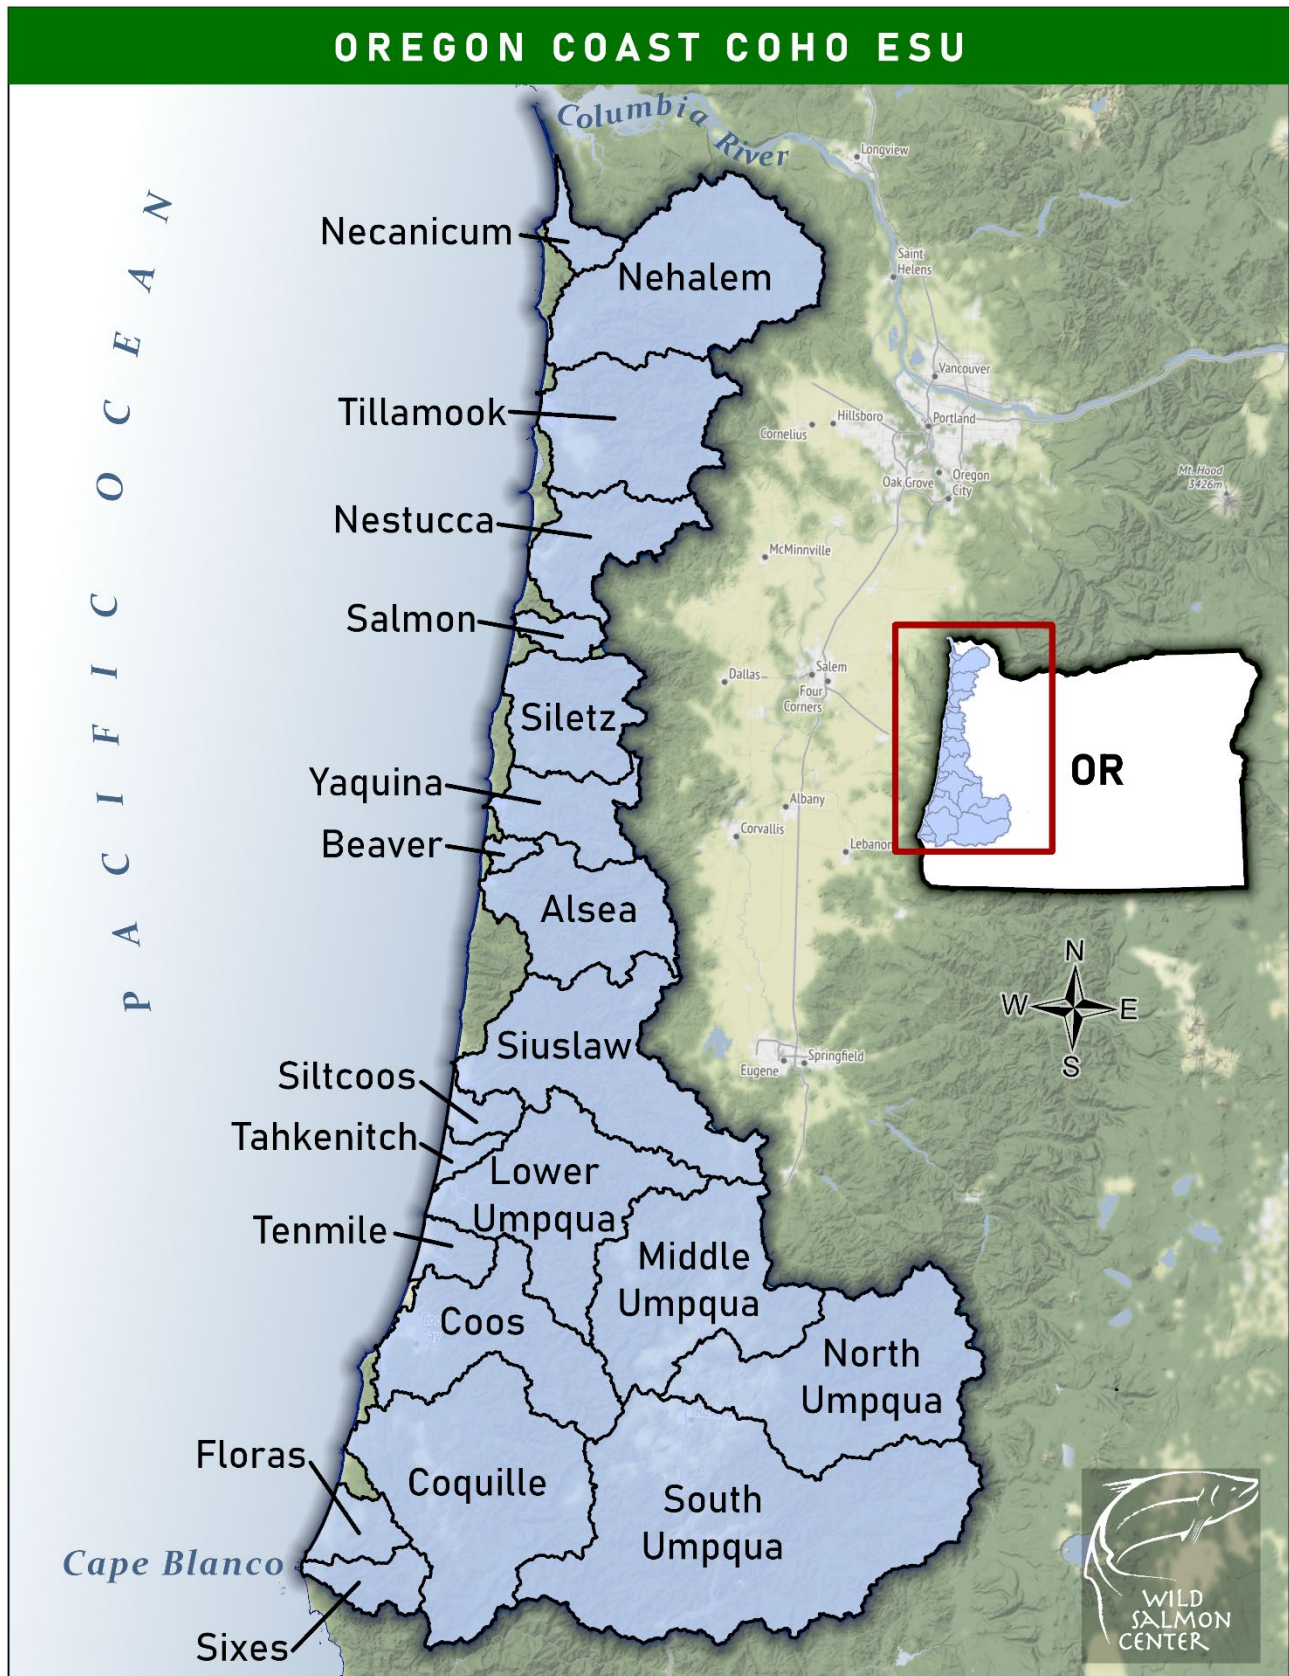 OREGON COAST COHO ESU
Columbia
River
Longview
Necanicum
Nehalem
Saint
Helens
PACIFIC OCEAN
Vancouver
Tillamook
Hillsboro
Portland
Cornelius
Oak Grove
Oregon
City
Mt. Hood
3426m
Nestucca
McMinnville
Salmon
Dallas
Salem
Four
Corners
Siletz
OR
Yaquina
Albany
Beaver
Corvallis
Lebanon
Alsea
N
W
E
S
Siuslaw
Eugene
Springfield
Siltcoos
Tahkenitch
Lower
Umpqua
Tenmile
Middle
Umpqua
Coos
North
Umpqua
Floras
Coquille
South
Umpqua
Cape Blanco
Sixes
WILD
SALMON
CENTER